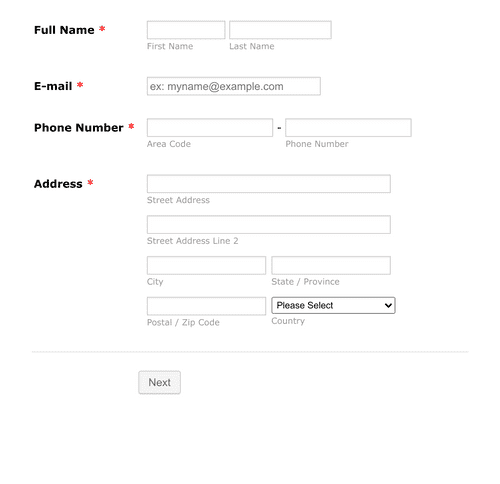 Full Name *
First Name Last Name
E-mail * ex: myname@example.com
Phone Number * -
Area Code Phone Number
Address *
Street Address
Street Address Line 2
City State / Province
Please Select
Postal / Zip Code Country
Next